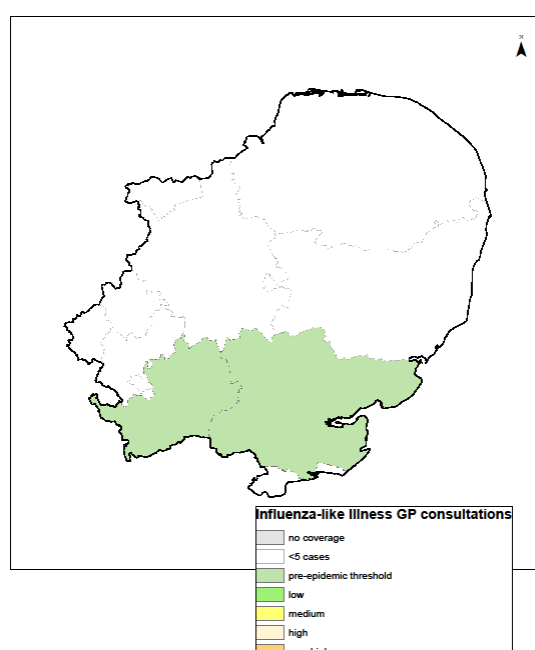 N
Influenza-like Illness GP consultations
no coverage
<5 cases
pre-epidemic threshold
low
medium
high